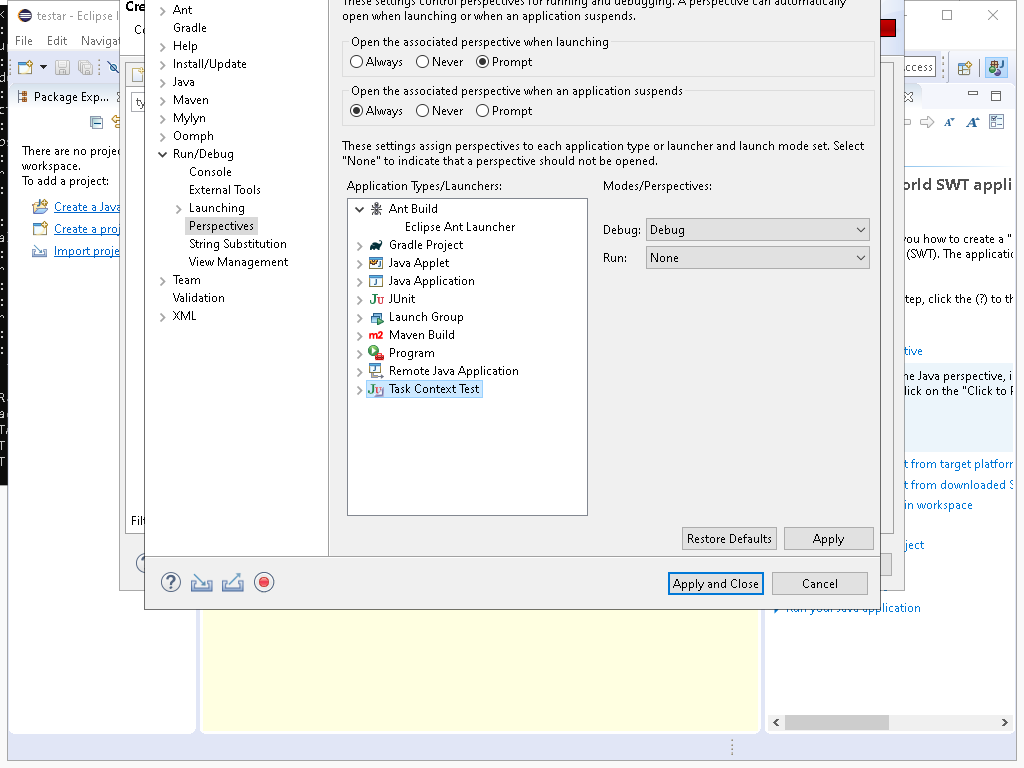 testar - Eclipse
Cre
File Edit Navigat
Package Exp...
There are no proje
workspace.
To add a project:
Create a Java
Create a proj
Import proje
ty
Filt
Ant
Gradle
Help
Install/Update
Java
Maven
Mylyn
Oomph
Run/Debug
Console
External Tools
Launching
Perspectives
String Substitution
View Management
Team
Validation
XML
These settings control perspectives for running and debugging. A perspective can automatically
open when launching or when an application suspends.
Open the associated perspective when launching
Always Never Prompt
Open the associated perspective when an application suspends
Always Never Prompt
These settings assign perspectives to each application type or launcher and launch mode set. Select
"None" to indicate that a perspective should not be opened.
Application Types/Launchers:
Modes/Perspectives:
Ant Build
Eclipse Ant Launcher
Gradle Project
Java Applet
Java Application
JUnit
Launch Group
Maven Build
Program
Remote Java Application
Task Context Test
Debug: Debug
Run: None
Restore Defaults Apply
Apply and Close Cancel
ccess
orld SWT appli
you how to create a "
(SWT). The applicatio
tep, click the (?) to th
tive
he Java perspective, i
lick on the "Click to P
t from target platforn
t from downloaded S
in workspace
ject
Run your Java application